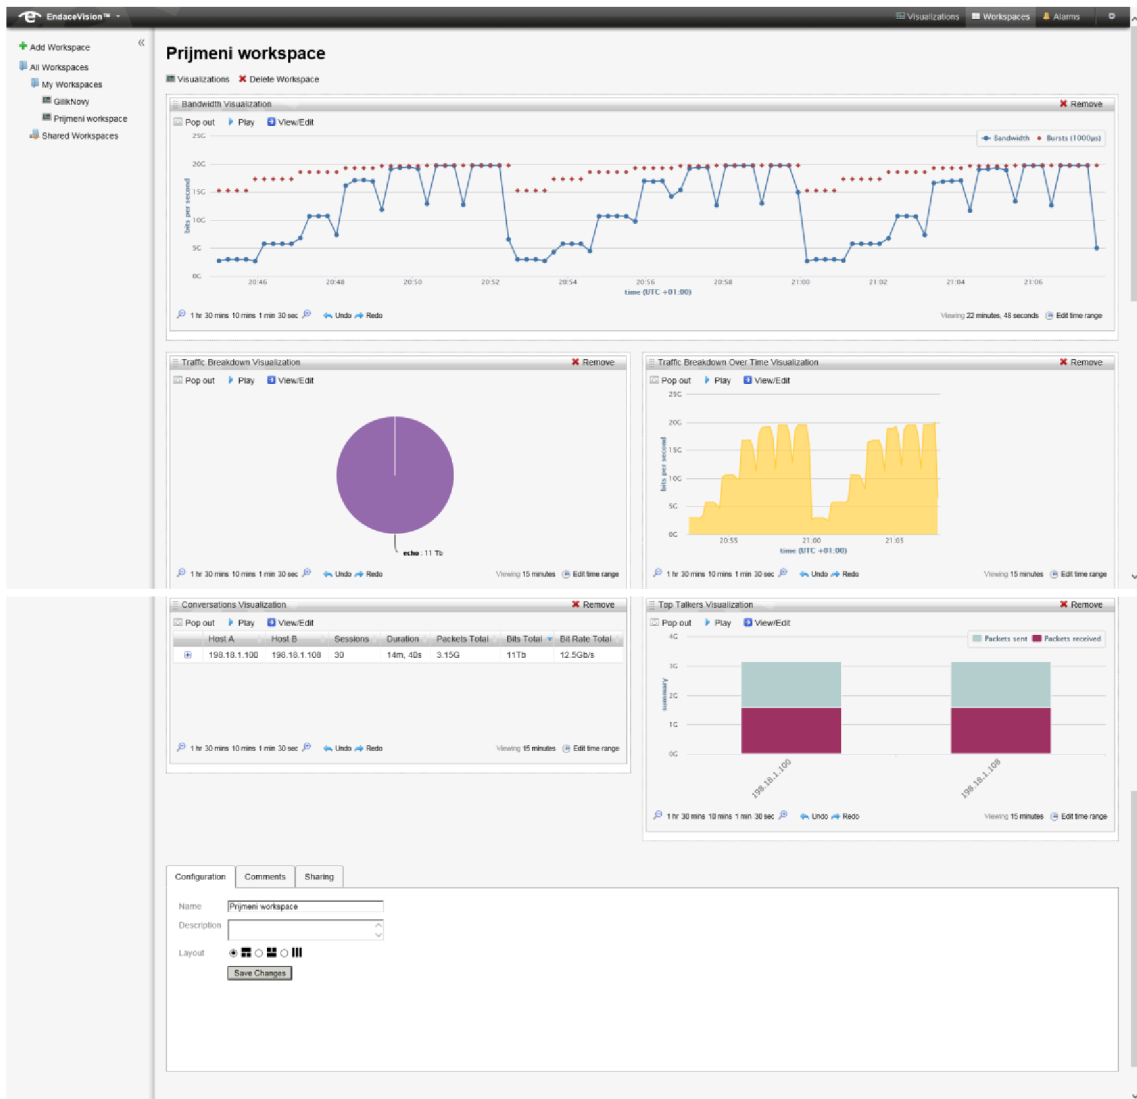 EndaceVision™
Visualizations Workspaces Alarms
Add Workspace
All Workspaces
My Workspaces
GilikNovy
Prijmeni workspace
Shared Workspaces
Prijmeni workspace
Visualizations Delete Workspace
Bandwidth Visualization Remove
Pop out Play View/Edit
Bandwidth Bursts (1000µs)
25G
20G
15G
10G
5G
0G
bits per second
20:46 20:48 20:50 20:52 20:54 20:56 20:58 21:00 21:02 21:04 21:06
time (UTC +01:00)
1 hr 30 mins 10 mins 1 min 30 sec Undo Redo Viewing 22 minutes, 48 seconds Edit time range
Traffic Breakdown Visualization Remove
Pop out Play View/Edit
echo : 11 Tb
1 hr 30 mins 10 mins 1 min 30 sec Undo Redo Viewing 15 minutes Edit time range
Traffic Breakdown Over Time Visualization Remove
Pop out Play View/Edit
25G
20G
15G
10G
5G
0G
bits per second
20:55 21:00 21:05
time (UTC +01:00)
1 hr 30 mins 10 mins 1 min 30 sec Undo Redo Viewing 15 minutes Edit time range
Conversations Visualization Remove
Pop out Play View/Edit
Host A Host B Sessions Duration Packets Total Bits Total Bit Rate Total
198.18.1.100 198.18.1.108 30 14m, 40s 3.15G 11Tb 12.5Gb/s
1 hr 30 mins 10 mins 1 min 30 sec Undo Redo Viewing 15 minutes Edit time range
Top Talkers Visualization Remove
Pop out Play View/Edit
Packets sent Packets received
4G
3G
2G
1G
0G
summary
198.18.1.100 198.18.1.108
1 hr 30 mins 10 mins 1 min 30 sec Undo Redo Viewing 15 minutes Edit time range
Configuration Comments Sharing
Name Prijmeni workspace
Description
Layout
Save Changes